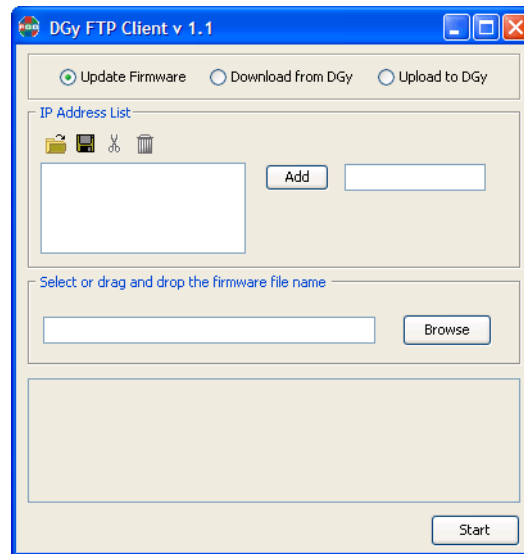 DGy FTP Client v 1.1
Update Firmware Download from DGy Upload to DGy
IP Address List
Add
Select or drag and drop the firmware file name
Browse
Start